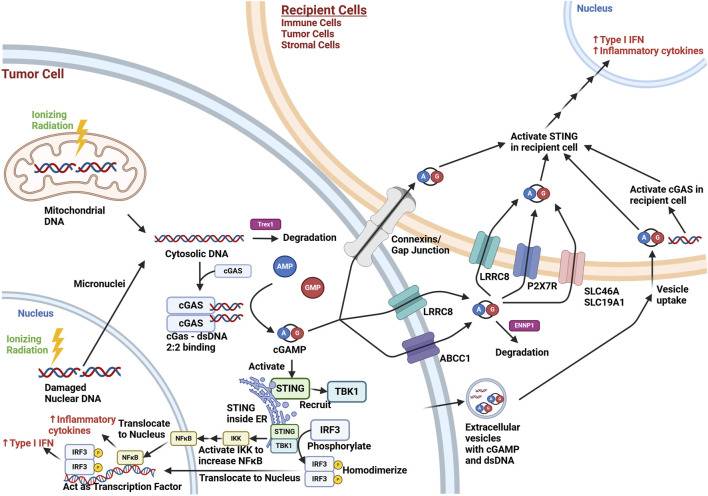 Recipient Cells
Immune Cells
Tumor Cells
Stromal Cells
Nucleus
↑Type I IFN
↑Inflammatory cytokines
Tumor Cell
Ionizing
Radiation
Activate STING
in recipient cell
A G
A G
Activate cGAS in
recipient cell
A G
Mitochondrial
DNA
Trex1
Cytosolic DNA
Degradation
Connexins/
Gap Junction
Micronuclei
cGAS
AMP
GMP
LRRC8
P2X7R
SLC46A
SLC19A1
Vesicle
uptake
cGAS
cGAS
cGas - dsDNA
2:2 binding
LRRC8
A G
ENNP1
Degradation
Nucleus
Ionizing
Radiation
A G
cGAMP
ABCC1
Damaged
Nuclear DNA
Activate
STING
TBK1
Recruit
STING
inside ER
Extracellular
vesicles
with cGAMP
and dsDNA
↑Inflammatory
cytokines
Translocate
to Nucleus
NFκB
IKK
STING
TBK1
IRF3
Phosphorylate
↑Type I IFN
Activate IKK to
increase NFκB
IRF3 P
IRF3 P
NFκB
IRF3 P
IRF3 P
Homodimerize
Translocate to Nucleus
Act as Transcription Factor